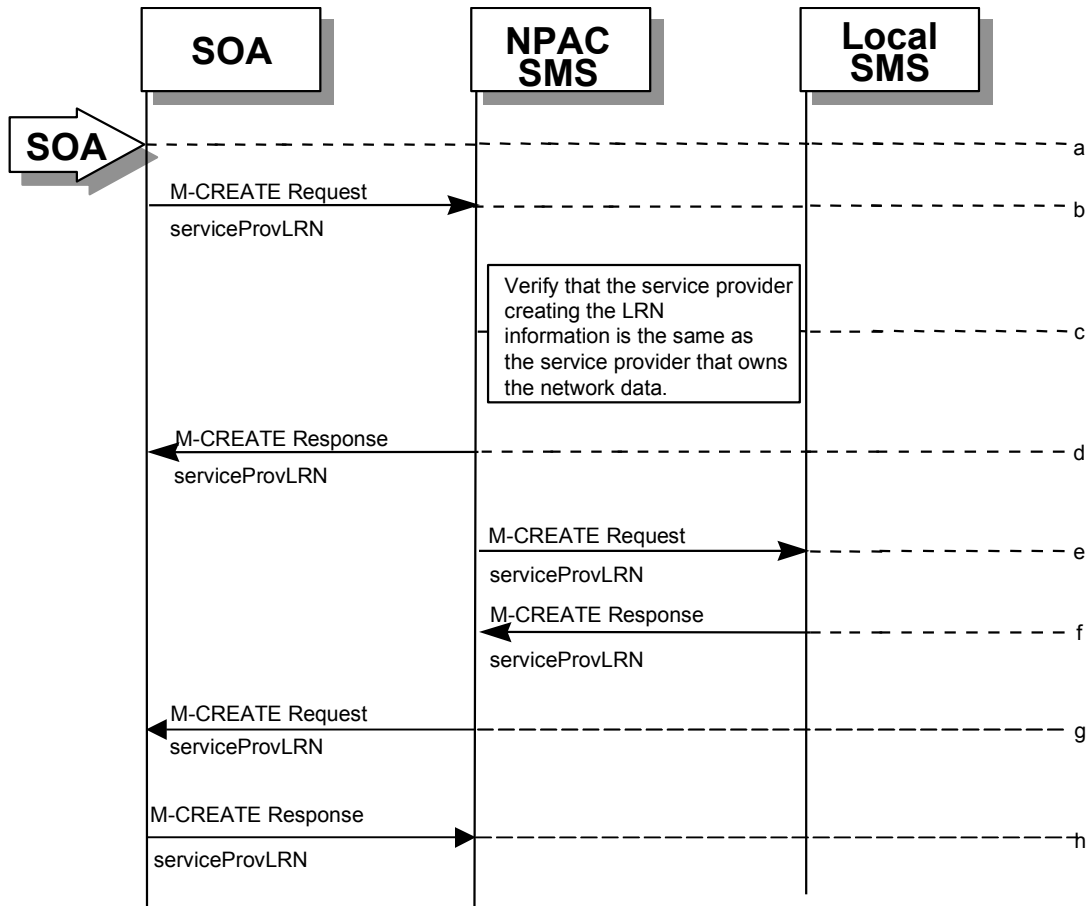 SOA
NPAC
SMS
Local
SMS
SOA
a
M-CREATE Request
b
serviceProvLRN
Verify that the service provider
creating the LRN
information is the same as
the service provider that owns
the network data.
c
M-CREATE Response
d
serviceProvLRN
M-CREATE Request
e
serviceProvLRN
M-CREATE Response
f
serviceProvLRN
M-CREATE Request
g
serviceProvLRN
M-CREATE Response
h
serviceProvLRN